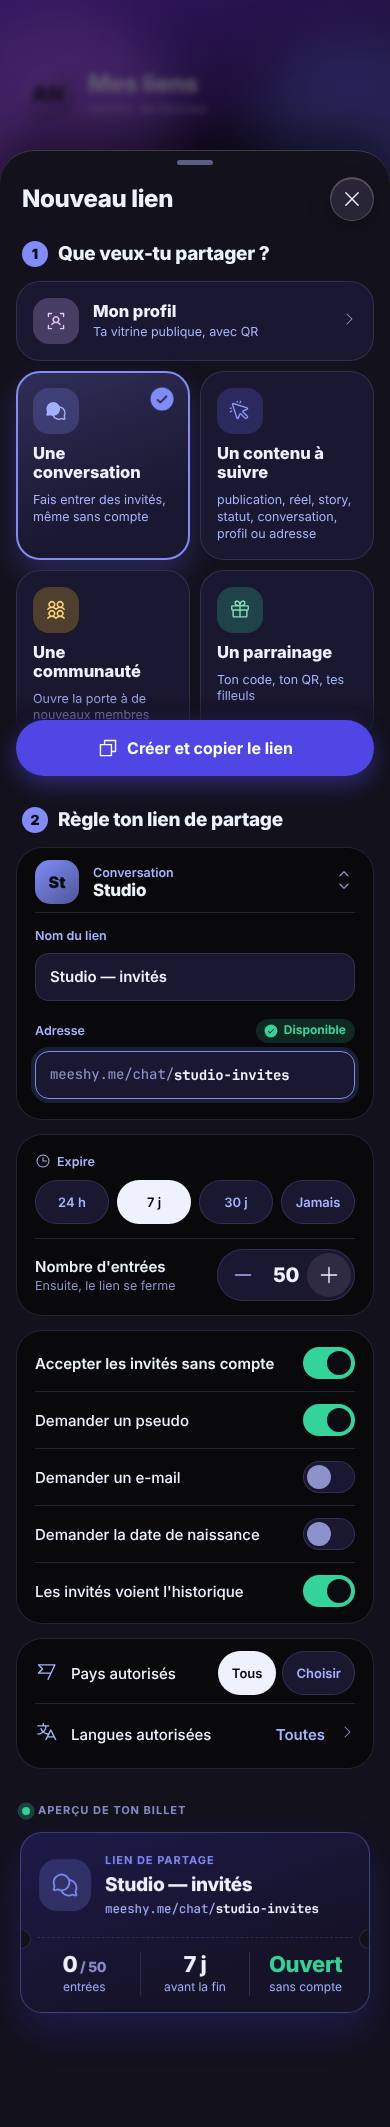 Mes liens
Nouveau lien
1 Que veux-tu partager ?
Mon profil
Ta vitrine publique, avec QR
Une
conversation
Fais entrer des invités,
même sans compte
Un contenu à
suivre
publication, réel, story,
statut, conversation,
profil ou adresse
Une
communauté
Ouvre la porte à de
nouveaux membres
Un parrainage
Ton code, ton QR, tes
filleuls
Créer et copier le lien
2 Règle ton lien de partage
St
Conversation
Studio
Nom du lien
Studio — invités
Adresse
Disponible
meeshy.me/chat/studio-invites
Expire
24 h 7 j 30 j Jamais
Nombre d'entrées
Ensuite, le lien se ferme
— 50 +
Accepter les invités sans compte
Demander un pseudo
Demander un e-mail
Demander la date de naissance
Les invités voient l'historique
Pays autorisés Tous Choisir
Langues autorisées Toutes
APERÇU DE TON BILLET
LIEN DE PARTAGE
Studio — invités
meeshy.me/chat/studio-invites
0 / 50
entrées
7 j
avant la fin
Ouvert
sans compte